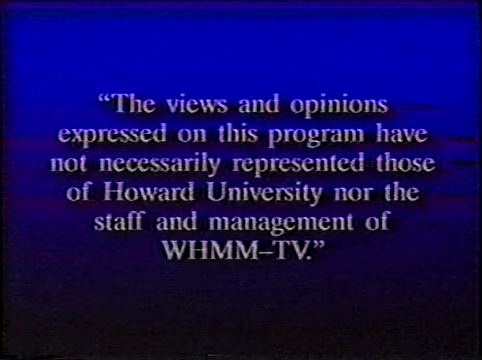 “The views and opinions
expressed on this program have
not necessarily represented those
of Howard University nor the
staff and management of
WHMM–TV.”